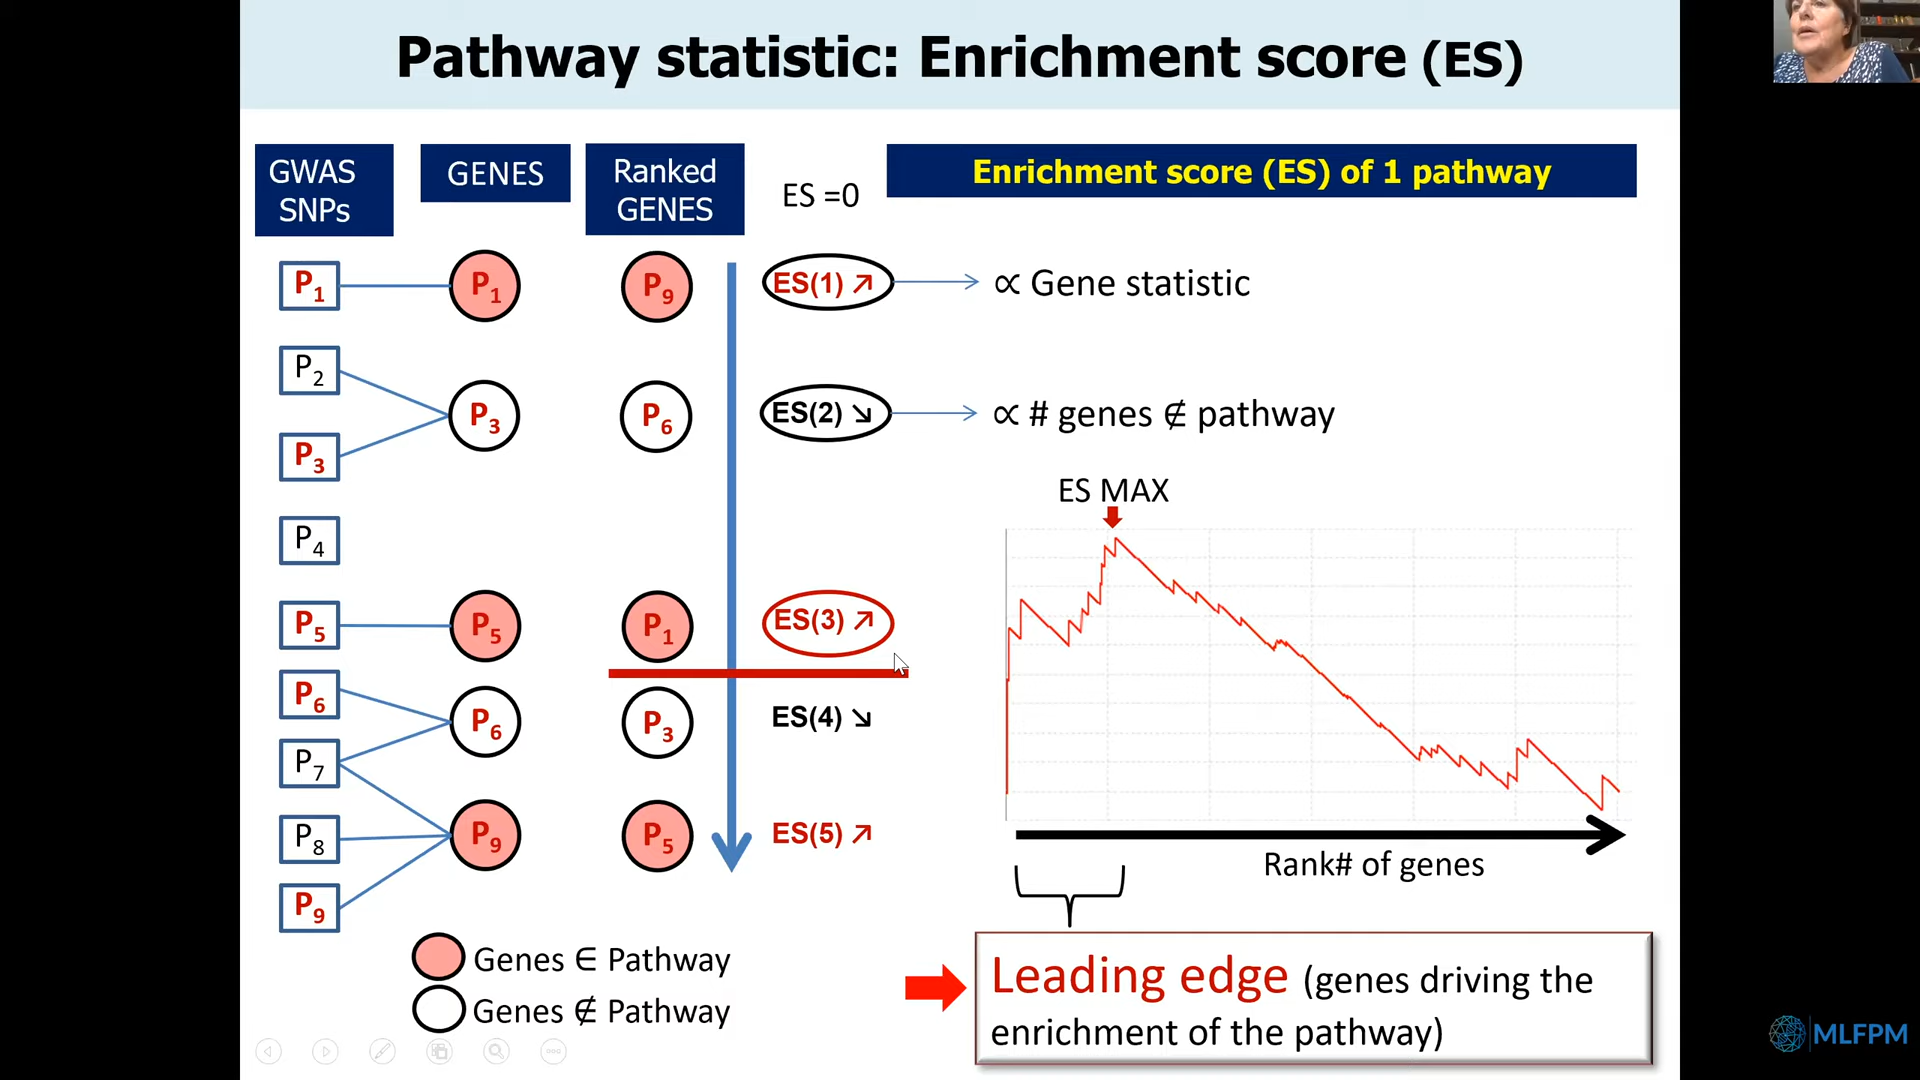 Pathway statistic: Enrichment score (ES)
GWAS
SNPs
GENES
Ranked
GENES
ES =0
Enrichment score (ES) of 1 pathway
P1
P1
P9
ES(1) ↗
∝ Gene statistic
P2
P3
P3
P6
ES(2) ↘
∝ # genes ∉ pathway
ES MAX
P4
P5
P5
P1
ES(3) ↗
P6
P6
P3
ES(4) ↘
P7
P8
P9
P5
ES(5) ↗
P9
Rank# of genes
Genes ∈ Pathway
Genes ∉ Pathway
Leading edge (genes driving the
enrichment of the pathway)
MLFPM